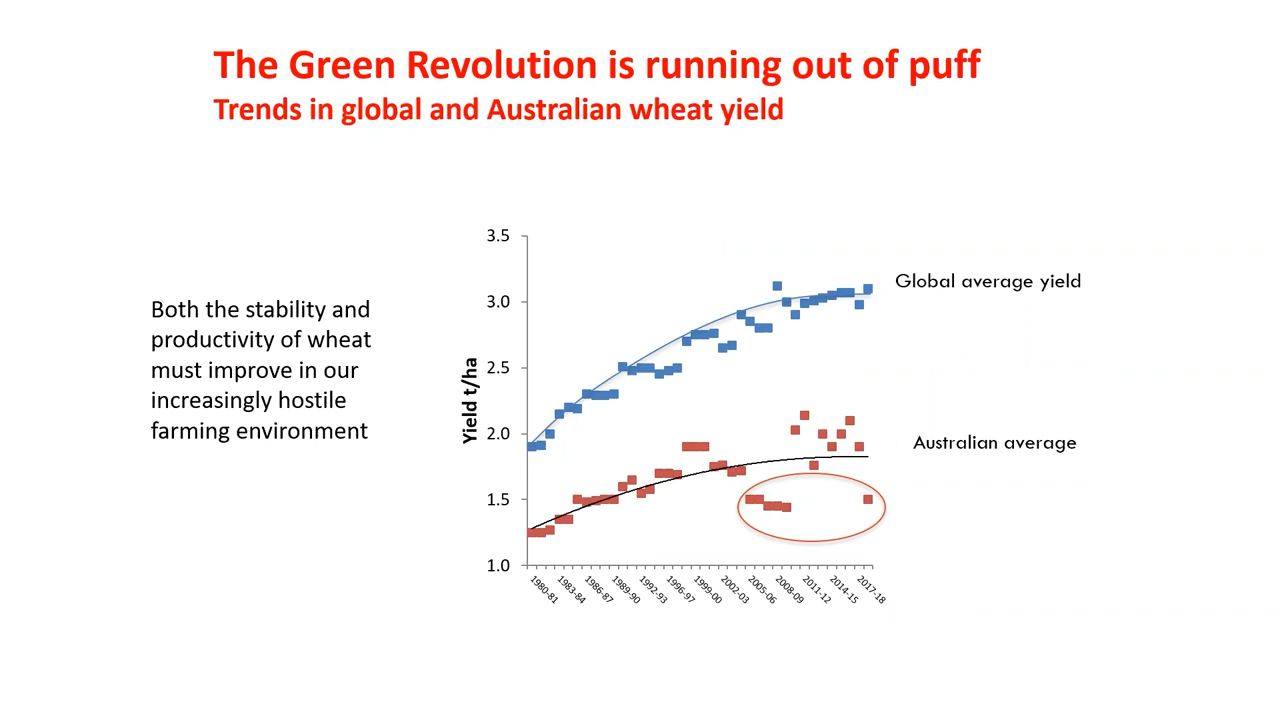 The Green Revolution is running out of puff
Trends in global and Australian wheat yield
Both the stability and
productivity of wheat
must improve in our
increasingly hostile
farming environment
Yield t/ha
3.5
3.0
2.5
2.0
1.5
1.0
1980-81
1983-84
1986-87
1989-90
1992-93
1996-97
1999-00
2002-03
2005-06
2008-09
2011-12
2014-15
2017-18
Global average yield
Australian average